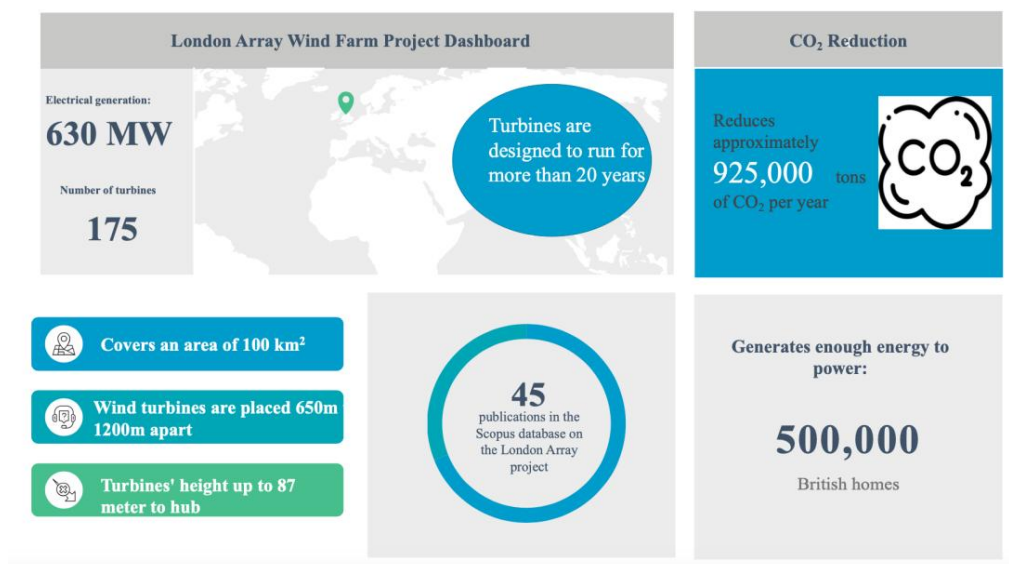 London Array Wind Farm Project Dashboard
Electrical generation:
630 MW
Number of turbines
175
Turbines are
designed to run for
more than 20 years
CO₂ Reduction
Reduces
approximately
925,000 tons
of CO₂ per year
CO₂
Covers an area of 100 km²
Wind turbines are placed 650m
1200m apart
Turbines' height up to 87
meter to hub
45
publications in the
Scopus database on
the London Array
project
Generates enough energy to
power:
500,000
British homes